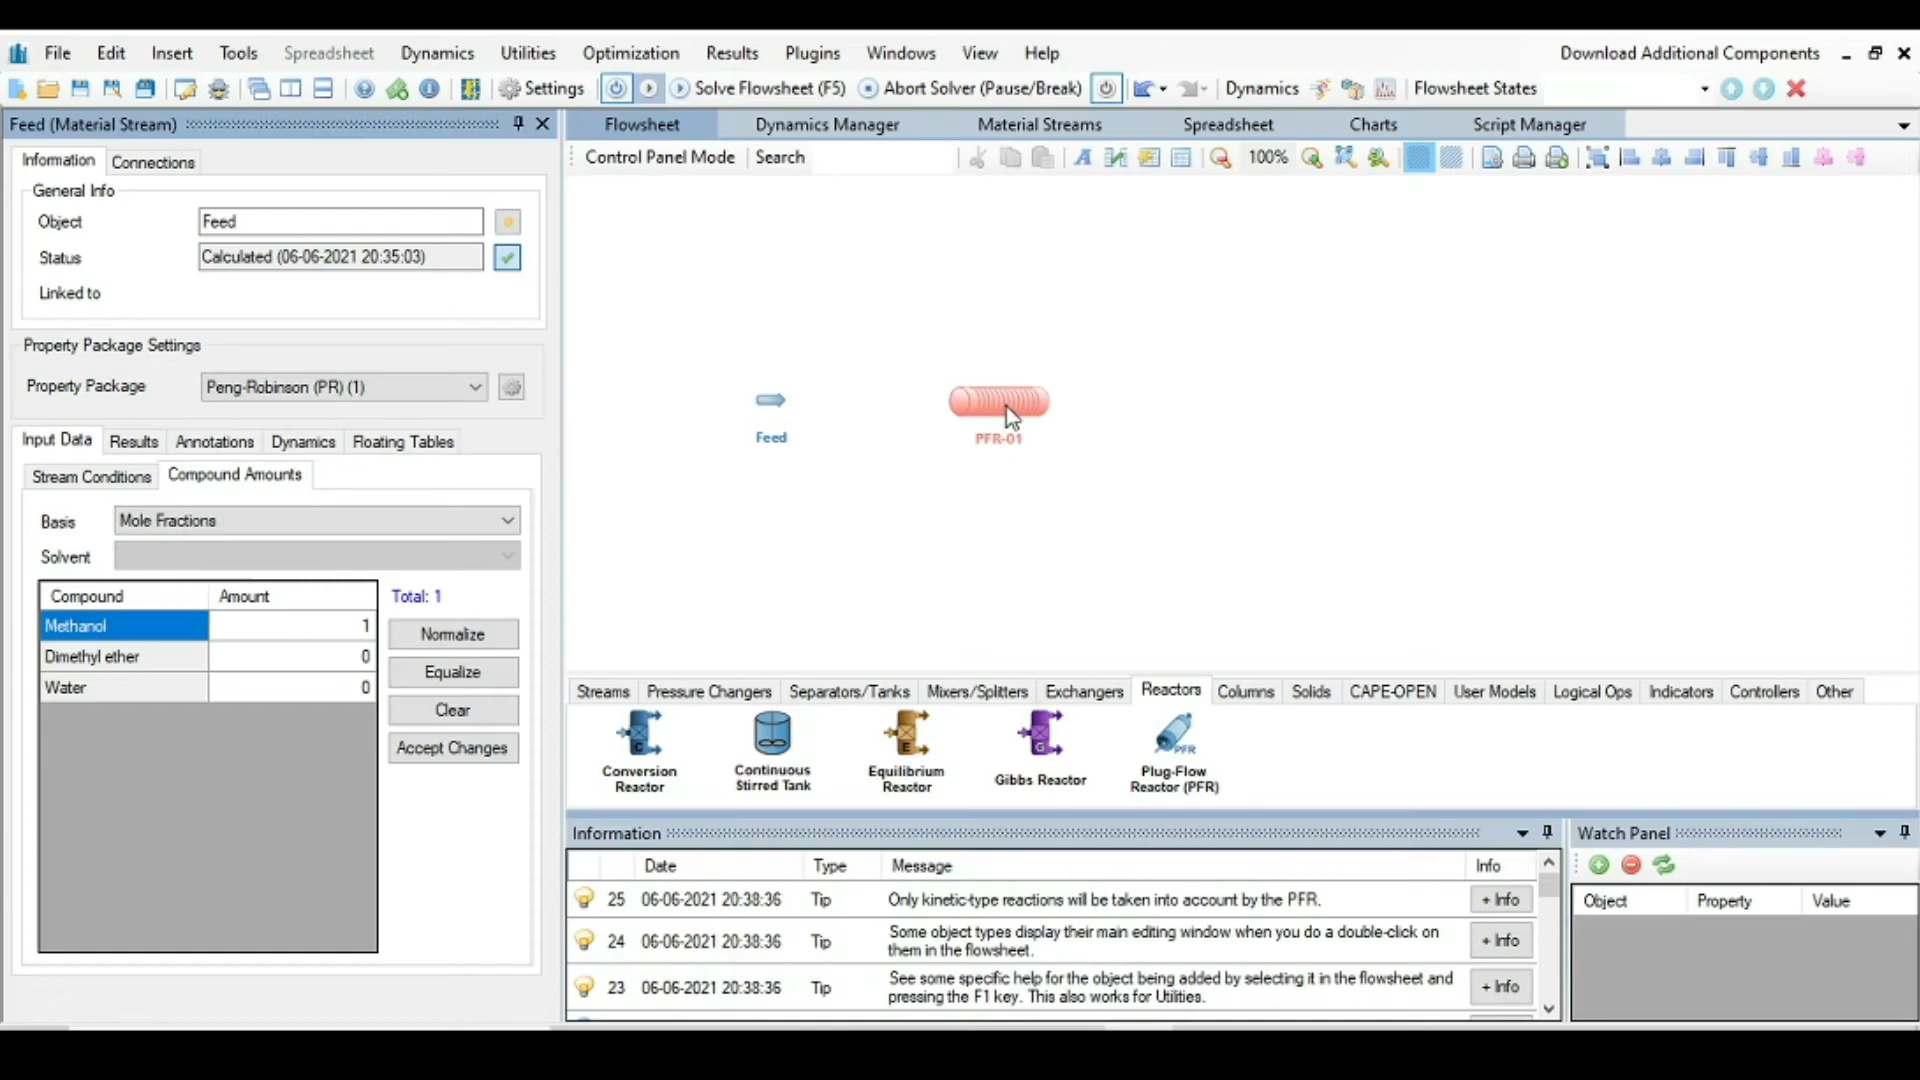 File Edit Insert Tools Spreadsheet Dynamics Utilities Optimization Results Plugins Windows View Help Download Additional Components
Settings Solve Flowsheet (F5) Abort Solver (Pause/Break) Dynamics Flowsheet States
Feed (Material Stream)
Information Connections
General Info
Object Feed
Status Calculated (06-06-2021 20:35:03)
Linked to
Property Package Settings
Property Package Peng-Robinson (PR) (1)
Input Data Results Annotations Dynamics Floating Tables
Stream Conditions Compound Amounts
Basis Mole Fractions
Solvent
Compound Amount Total: 1
Methanol 1 Normalize
Dimethyl ether 0 Equalize
Water 0 Clear
Accept Changes
Flowsheet Dynamics Manager Material Streams Spreadsheet Charts Script Manager
Control Panel Mode Search 100%
Feed PFR-01
Streams Pressure Changers Separators/Tanks Mixers/Splitters Exchangers Reactors Columns Solids CAPE-OPEN User Models Logical Ops Indicators Controllers Other
C E G PFR
Conversion Reactor
Continuous Stirred Tank
Equilibrium Reactor
Gibbs Reactor
Plug-Flow Reactor (PFR)
Information
Date Type Message Info
25 06-06-2021 20:38:36 Tip Only kinetic-type reactions will be taken into account by the PFR. + Info
24 06-06-2021 20:38:36 Tip Some object types display their main editing window when you do a double-click on + Info
them in the flowsheet.
23 06-06-2021 20:38:36 Tip See some specific help for the object being added by selecting it in the flowsheet and + Info
pressing the F1 key. This also works for Utilities.
Watch Panel
Object Property Value